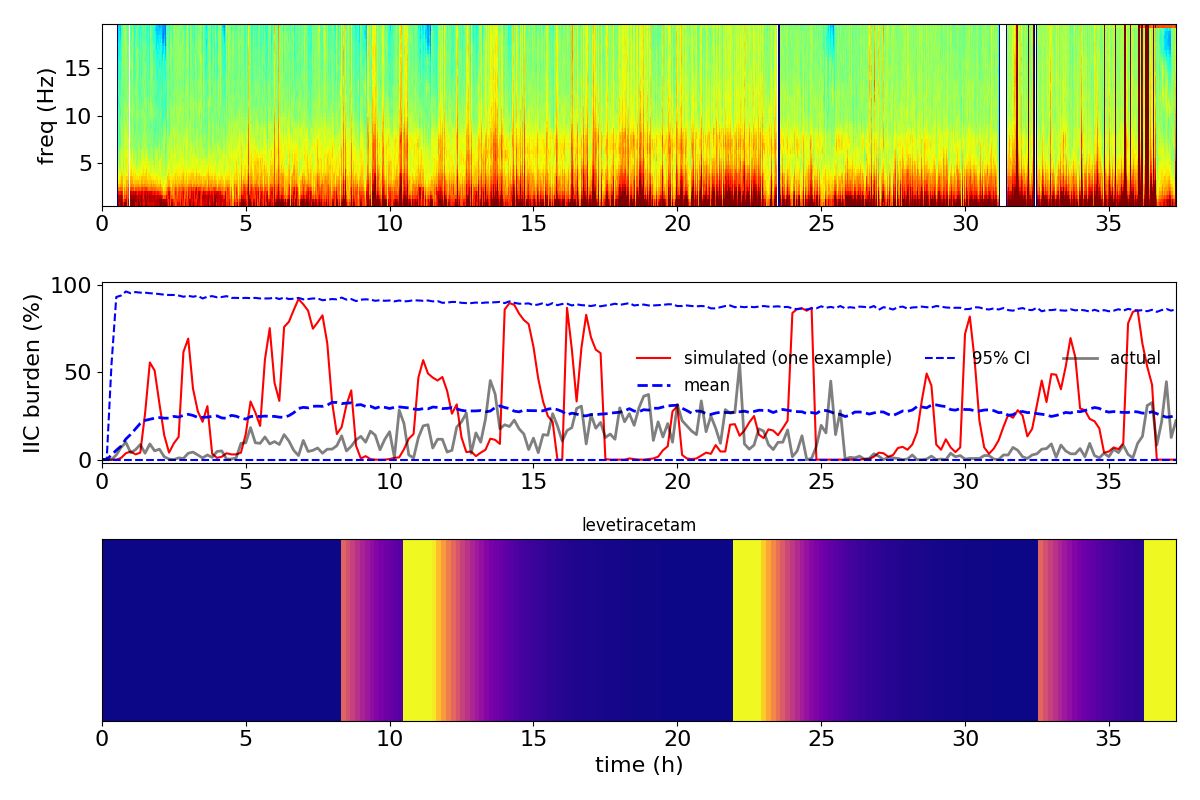 freq (Hz)
15
10
5
0 5 10 15 20 25 30 35
IIC burden (%)
100
50
0
simulated (one example) 95% CI actual
mean
0 5 10 15 20 25 30 35
levetiracetam
0 5 10 15 20 25 30 35
time (h)